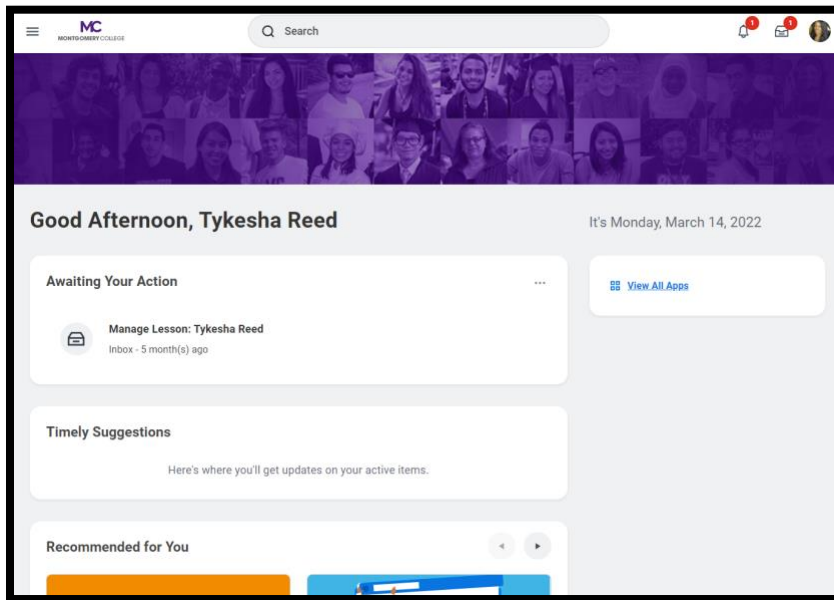 MC
MONTGOMERY COLLEGE
Search
1
1
Good Afternoon, Tykesha Reed
It's Monday, March 14, 2022
Awaiting Your Action
...
View All Apps
Manage Lesson: Tykesha Reed
Inbox - 5 month(s) ago
Timely Suggestions
Here's where you'll get updates on your active items.
Recommended for You